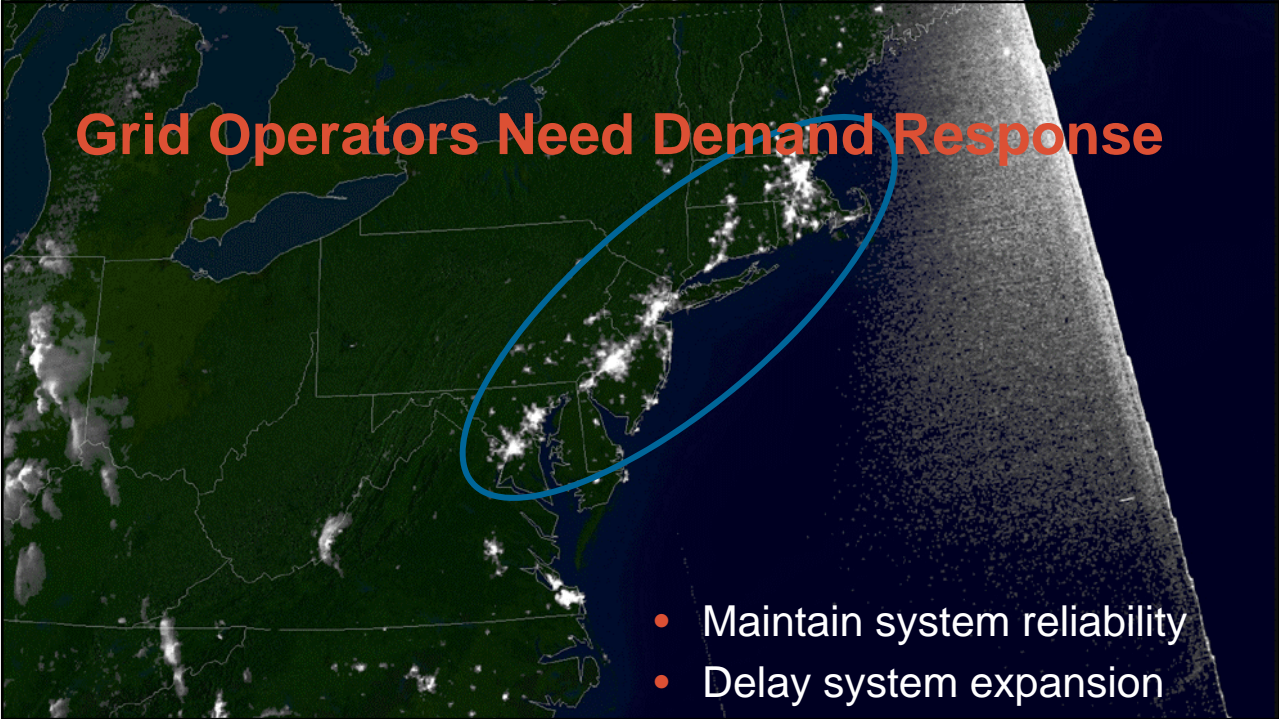 Grid Operators Need Demand Response
• Maintain system reliability
• Delay system expansion